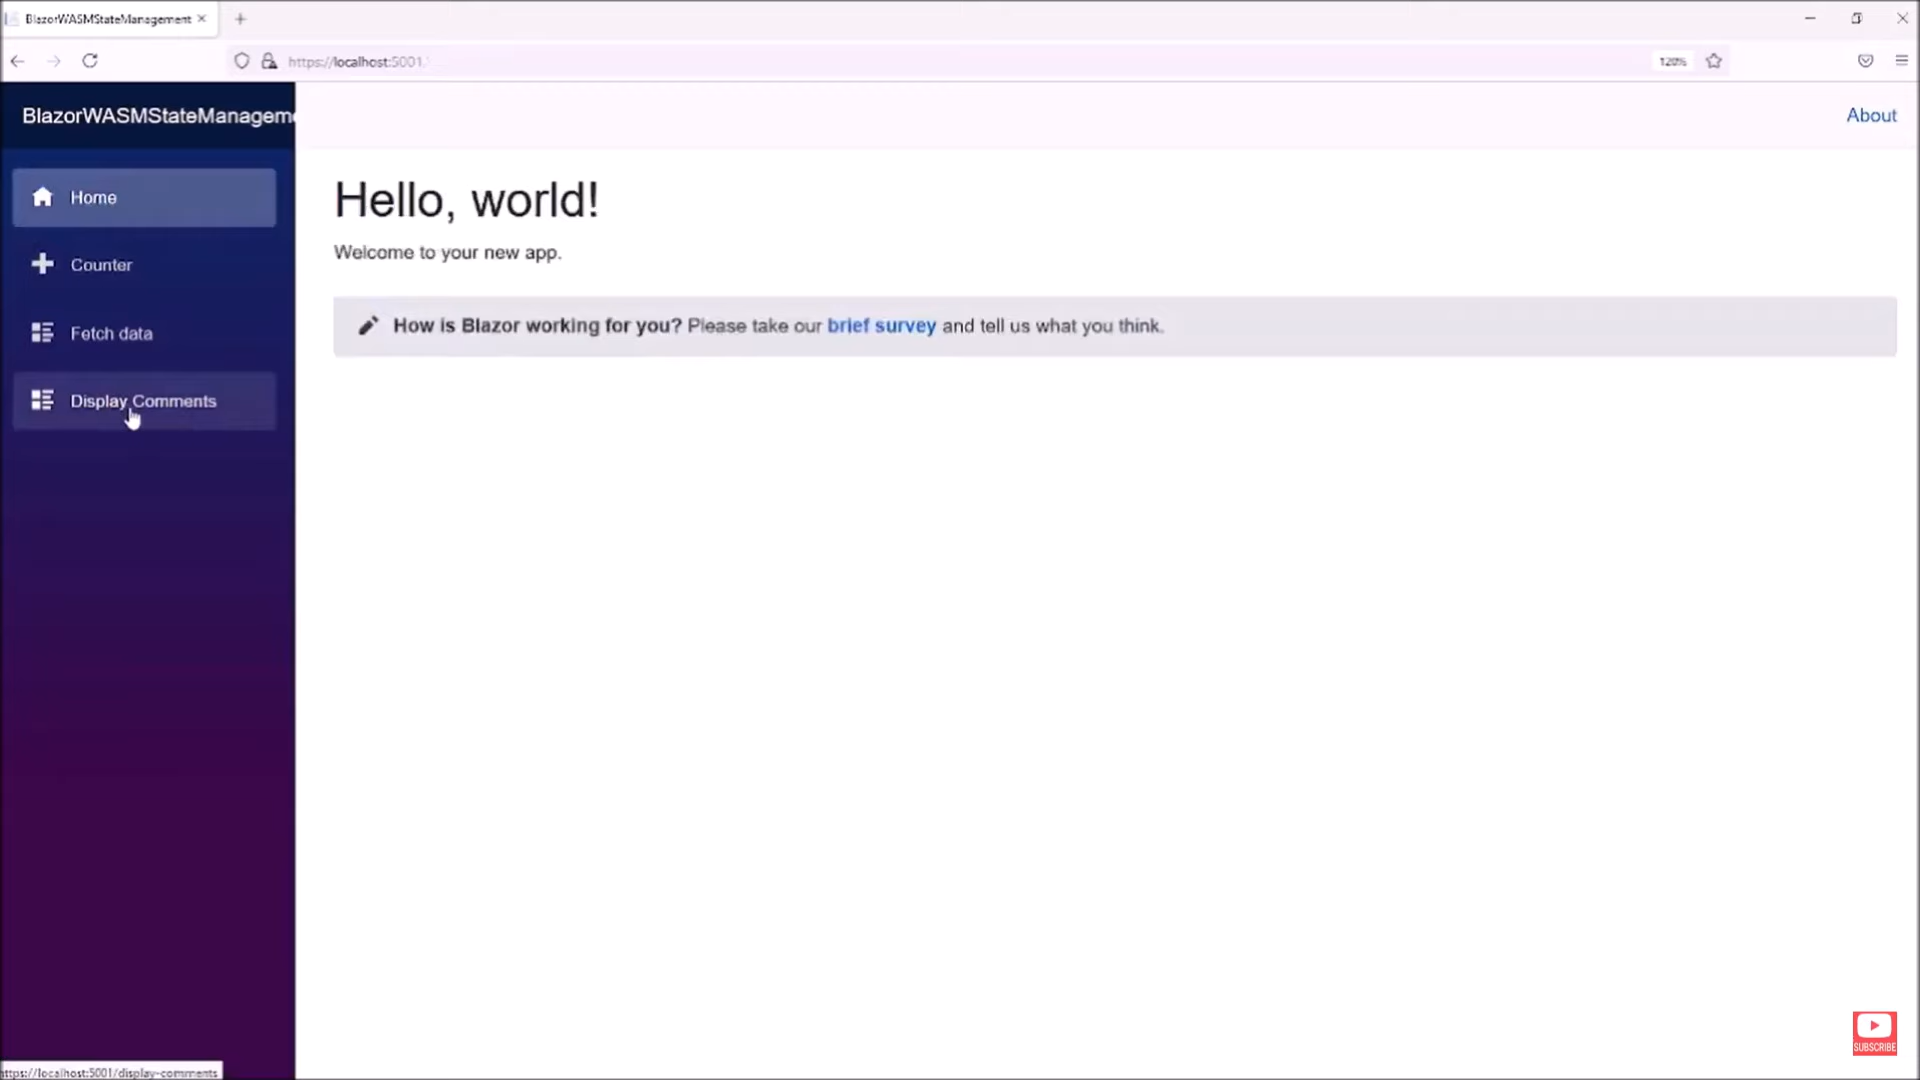 BlazorWASMStateManagement
https://localhost:5001
120%
BlazorWASMStateManageme
About
Home
Counter
Fetch data
Display Comments
Hello, world!
Welcome to your new app.
How is Blazor working for you? Please take our brief survey and tell us what you think.
SUBSCRIBE
ttps://localhost:5001/display-comments